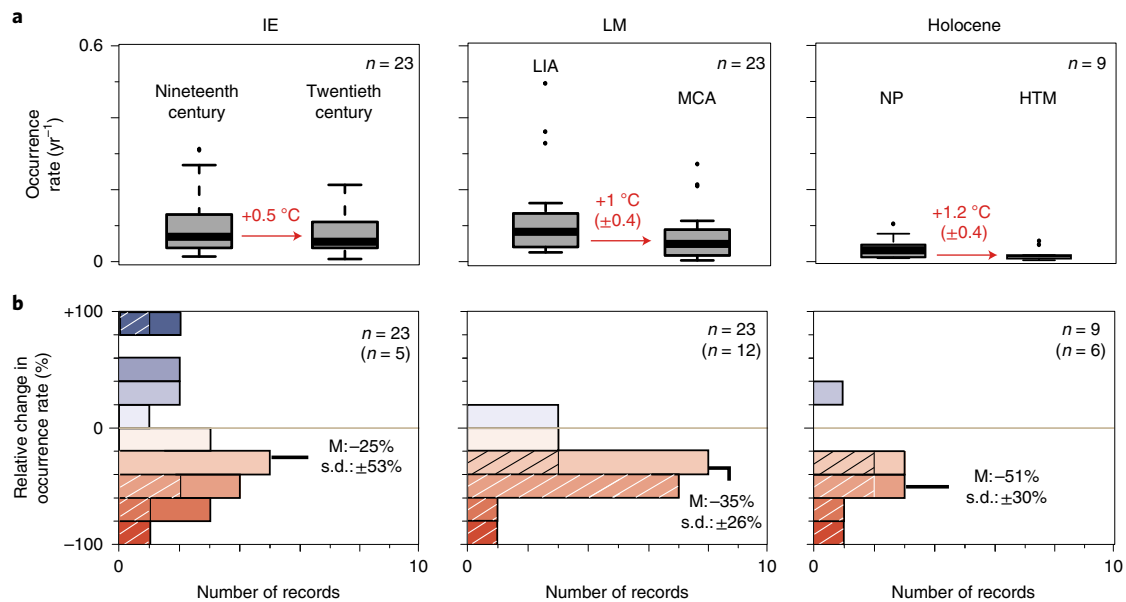 a
IE
LM
Holocene
0.6
0
Occurrence
rate (yr−1)
n = 23
Nineteenth
century
Twentieth
century
+0.5 °C
n = 23
LIA
MCA
+1 °C
(±0.4)
n = 9
NP
HTM
+1.2 °C
(±0.4)
b
+100
0
−100
Relative change in
occurrence rate (%)
n = 23
(n = 5)
M:−25%
s.d.:±53%
n = 23
(n = 12)
M:−35%
s.d.:±26%
n = 9
(n = 6)
M:−51%
s.d.:±30%
0
10
0
10
0
10
Number of records
Number of records
Number of records